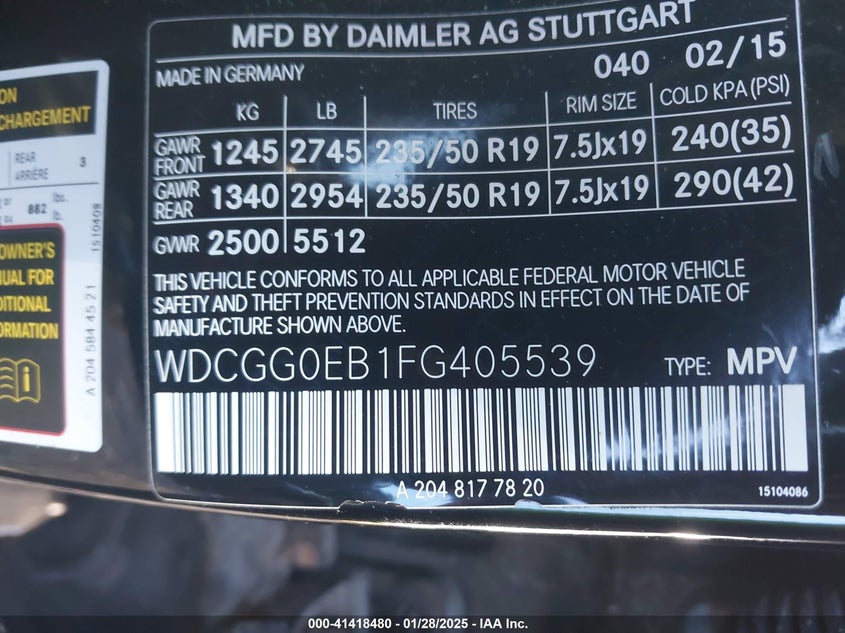 MFD BY DAIMLER AG STUTTGART
MADE IN GERMANY 040 02/15
KG LB TIRES RIM SIZE COLD KPA (PSI)
GAWR FRONT 1245 2745 235/50 R19 7.5Jx19 240(35)
GAWR REAR 1340 2954 235/50 R19 7.5Jx19 290(42)
GVWR 2500 5512
THIS VEHICLE CONFORMS TO ALL APPLICABLE FEDERAL MOTOR VEHICLE
SAFETY AND THEFT PREVENTION STANDARDS IN EFFECT ON THE DATE OF
MANUFACTURE SHOWN ABOVE.
WDCGG0EB1FG405539 TYPE: MPV
A 204 817 78 20
15104086
CHARGEMENT
REAR 3
ARRIÈRE
882 lbs.
lb.
OWNER'S
FOR
A 204 584 45 21
1510408
000-41418480 - 01/28/2025 - IAA Inc.